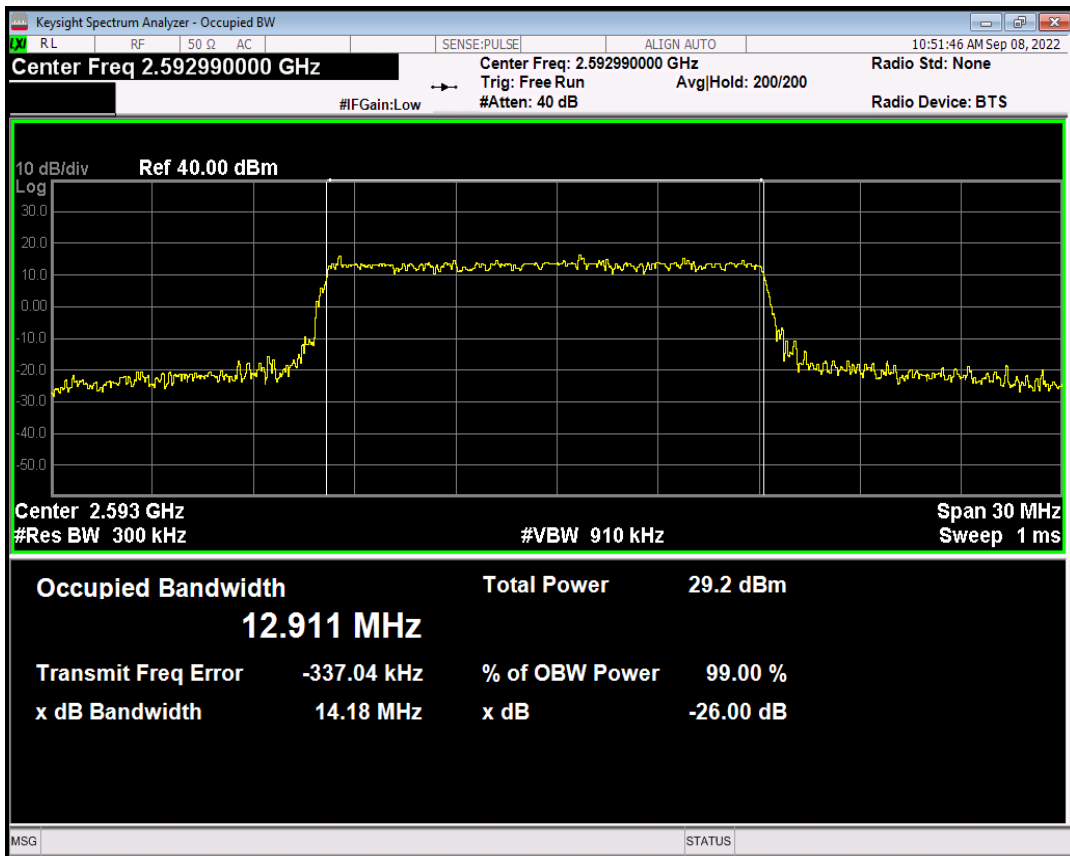 Keysight Spectrum Analyzer - Occupied BW
LXI RL RF 50 Ω AC SENSE:PULSE ALIGN AUTO 10:51:46 AM Sep 08, 2022
Center Freq 2.592990000 GHz Center Freq: 2.592990000 GHz Radio Std: None
Trig: Free Run Avg|Hold: 200/200
#IFGain:Low #Atten: 40 dB Radio Device: BTS
10 dB/div Ref 40.00 dBm
Log
30.0
20.0
10.0
0.00
-10.0
-20.0
-30.0
-40.0
-50.0
Center 2.593 GHz Span 30 MHz
#Res BW 300 kHz #VBW 910 kHz Sweep 1 ms
Occupied Bandwidth Total Power 29.2 dBm
12.911 MHz
Transmit Freq Error -337.04 kHz % of OBW Power 99.00 %
x dB Bandwidth 14.18 MHz x dB -26.00 dB
MSG STATUS